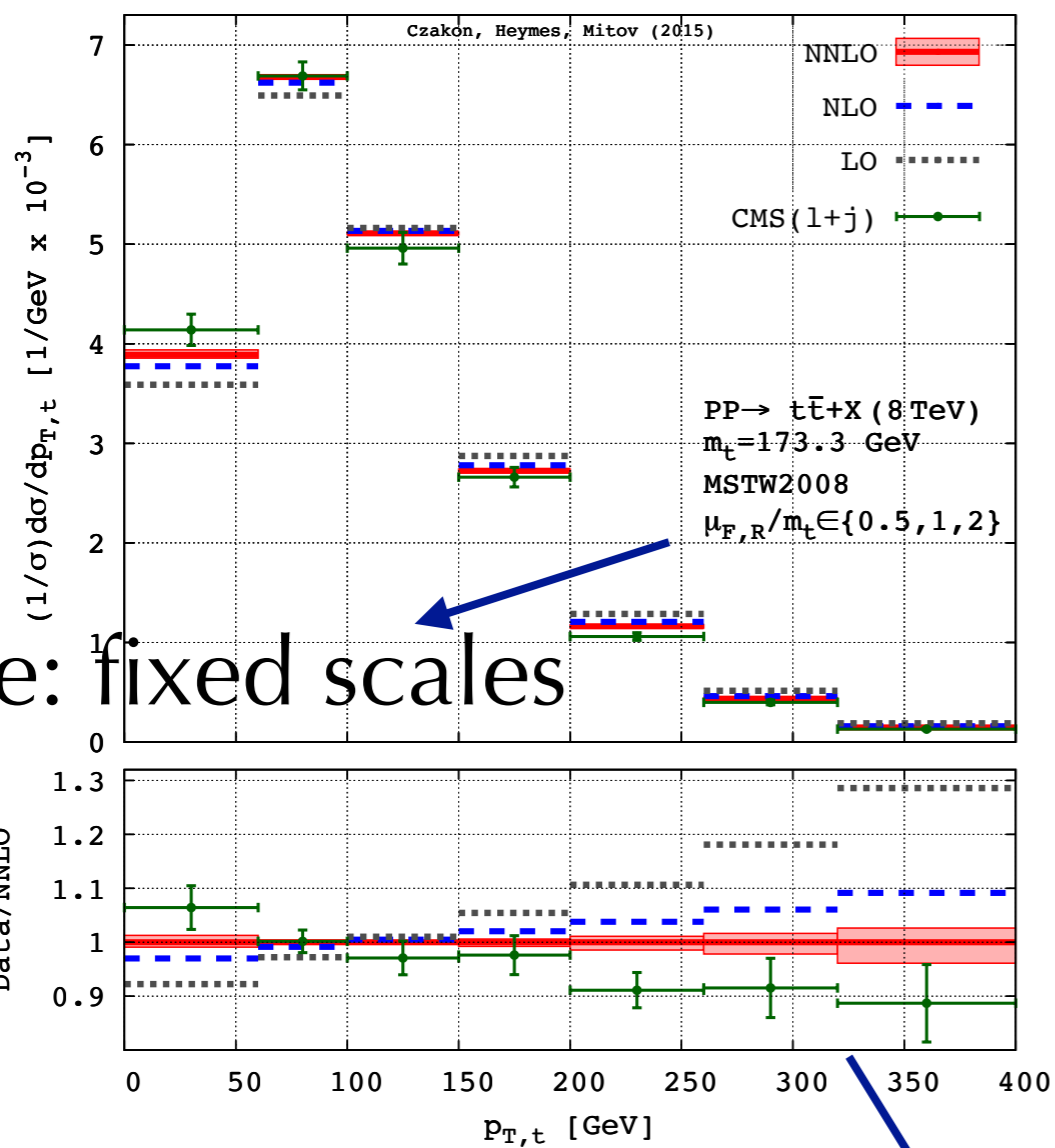 Czakon, Heymes, Mitov (2015)
NNLO
NLO
LO
CMS(l+j)
7
6
5
4
3
2
1
0
(1/σ)dσ/dp_T,t [1/GeV x 10^-3]
PP→ tt̄+X (8 TeV)
m_t=173.3 GeV
MSTW2008
μ_F,R/m_t∈{0.5,1,2}
e: fixed scales
1.3
1.2
1.1
1
0.9
Data/NNLO
0 50 100 150 200 250 300 350 400
p_T,t [GeV]